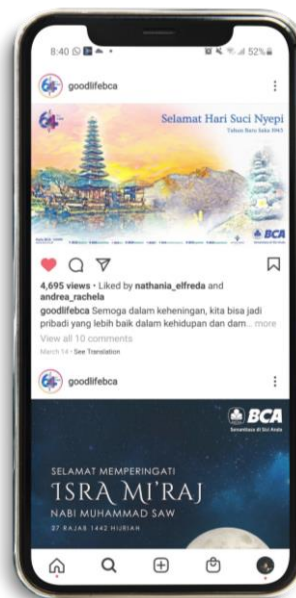 8:40
52%
goodlifebca
Selamat Hari Suci Nyepi
Tahun Baru Saka 1943
BCA
4,695 views • Liked by nathania_elfreda and
andrea_rachela
goodlifebca Semoga dalam keheningan, kita bisa jadi
pribadi yang lebih baik dalam kehidupan dan dam... more
View all 10 comments
March 14 • See Translation
goodlifebca
BCA
Senantiasa di Sisi Anda
SELAMAT MEMPERINGATI
ISRA MI'RAJ
NABI MUHAMMAD SAW
27 RAJAB 1442 HIJRIAH